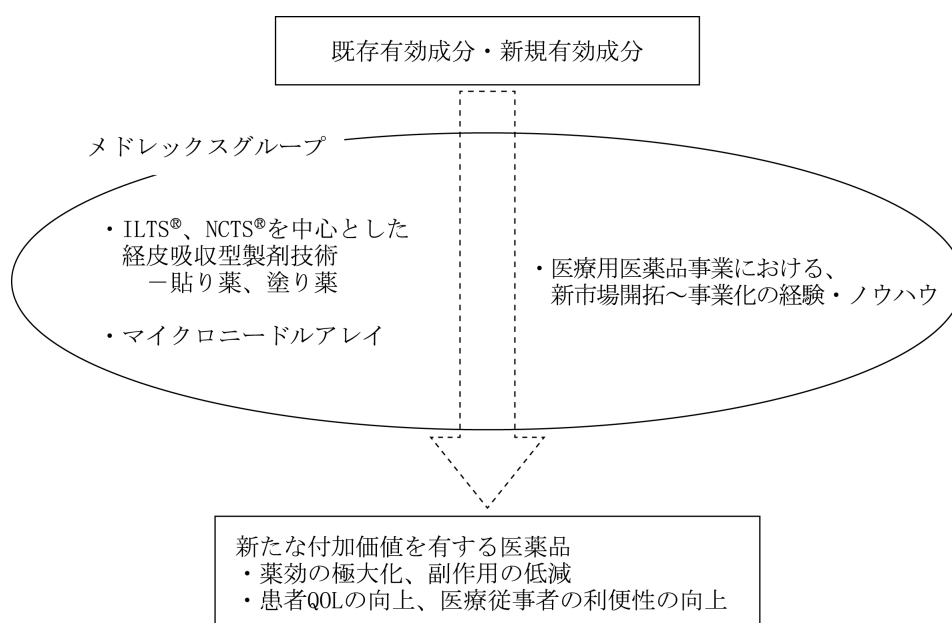 既存有効成分・新規有効成分
メドレックスグループ
・ILTS®、NCTS®を中心とした
経皮吸収型製剤技術
－貼り薬、塗り薬
・マイクロニードルアレイ
・医療用医薬品事業における、
新市場開拓～事業化の経験・ノウハウ
新たな付加価値を有する医薬品
・薬効の極大化、副作用の低減
・患者QOLの向上、医療従事者の利便性の向上